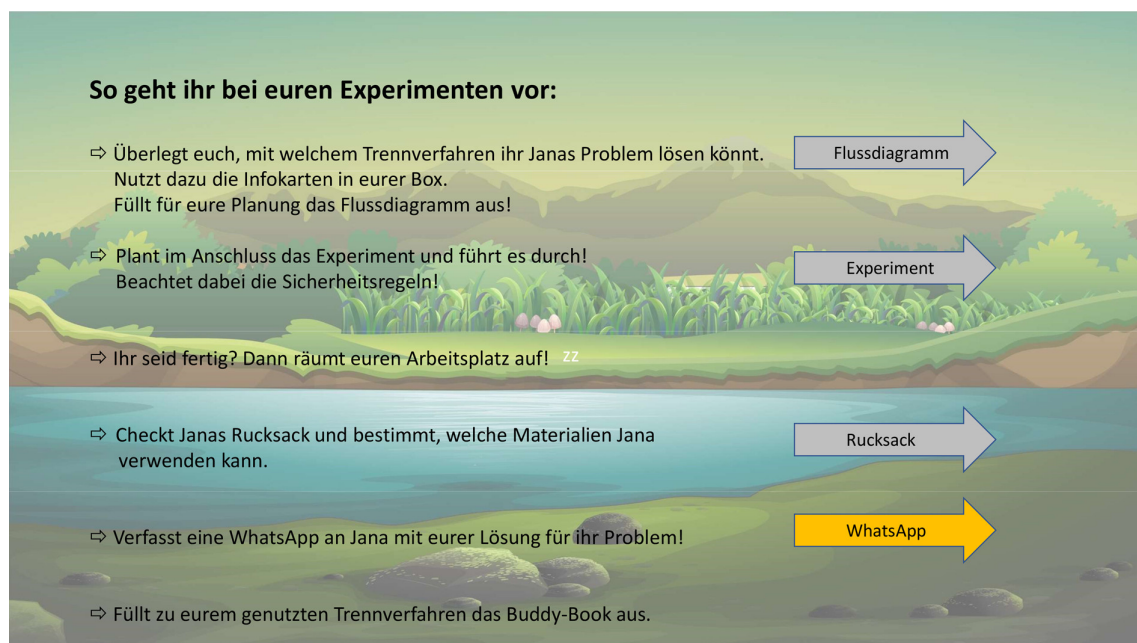 So geht ihr bei euren Experimenten vor:
⇨ Überlegt euch, mit welchem Trennverfahren ihr Janas Problem lösen könnt.
Nutzt dazu die Infokarten in eurer Box.
Füllt für eure Planung das Flussdiagramm aus!
Flussdiagramm
⇨ Plant im Anschluss das Experiment und führt es durch!
Beachtet dabei die Sicherheitsregeln!
Experiment
⇨ Ihr seid fertig? Dann räumt euren Arbeitsplatz auf! zz
⇨ Checkt Janas Rucksack und bestimmt, welche Materialien Jana
verwenden kann.
Rucksack
⇨ Verfasst eine WhatsApp an Jana mit eurer Lösung für ihr Problem!
WhatsApp
⇨ Füllt zu eurem genutzten Trennverfahren das Buddy-Book aus.